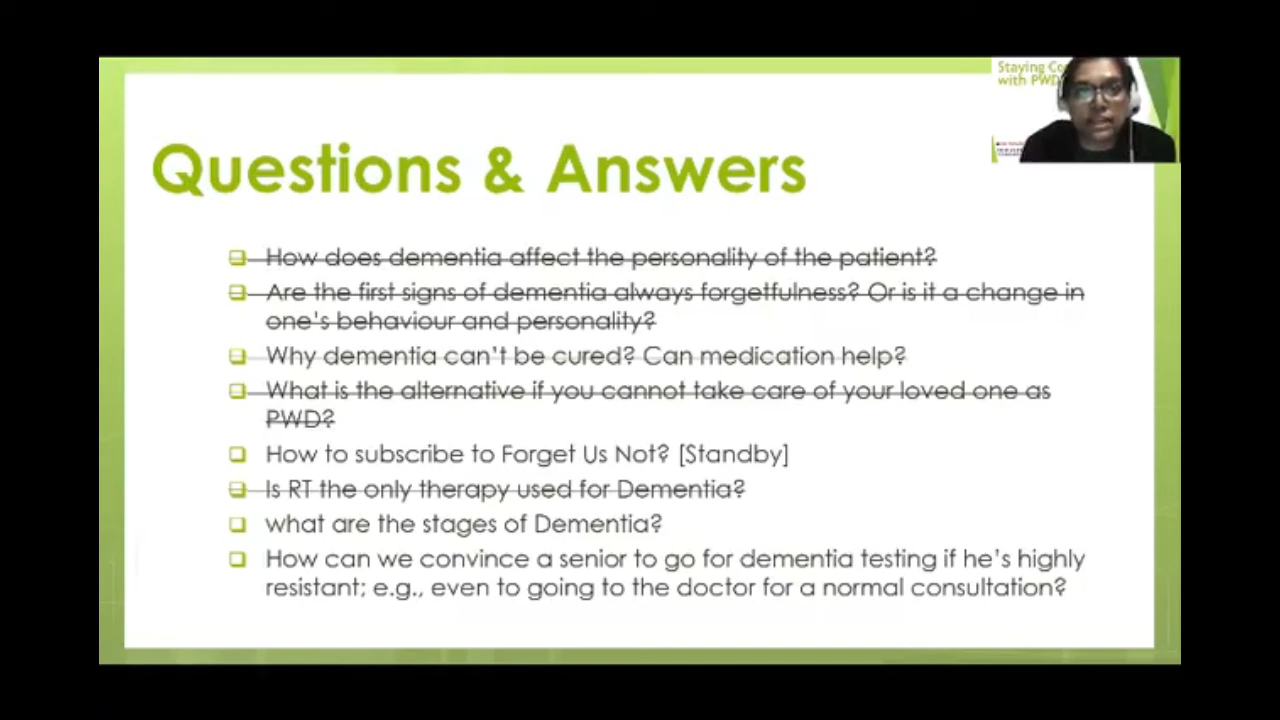 Staying Co
with PWD
Questions & Answers
How does dementia affect the personality of the patient?
Are the first signs of dementia always forgetfulness? Or is it a change in
one's behaviour and personality?
Why dementia can't be cured? Can medication help?
What is the alternative if you cannot take care of your loved one as
PWD?
How to subscribe to Forget Us Not? [Standby]
Is RT the only therapy used for Dementia?
what are the stages of Dementia?
How can we convince a senior to go for dementia testing if he's highly
resistant; e.g., even to going to the doctor for a normal consultation?